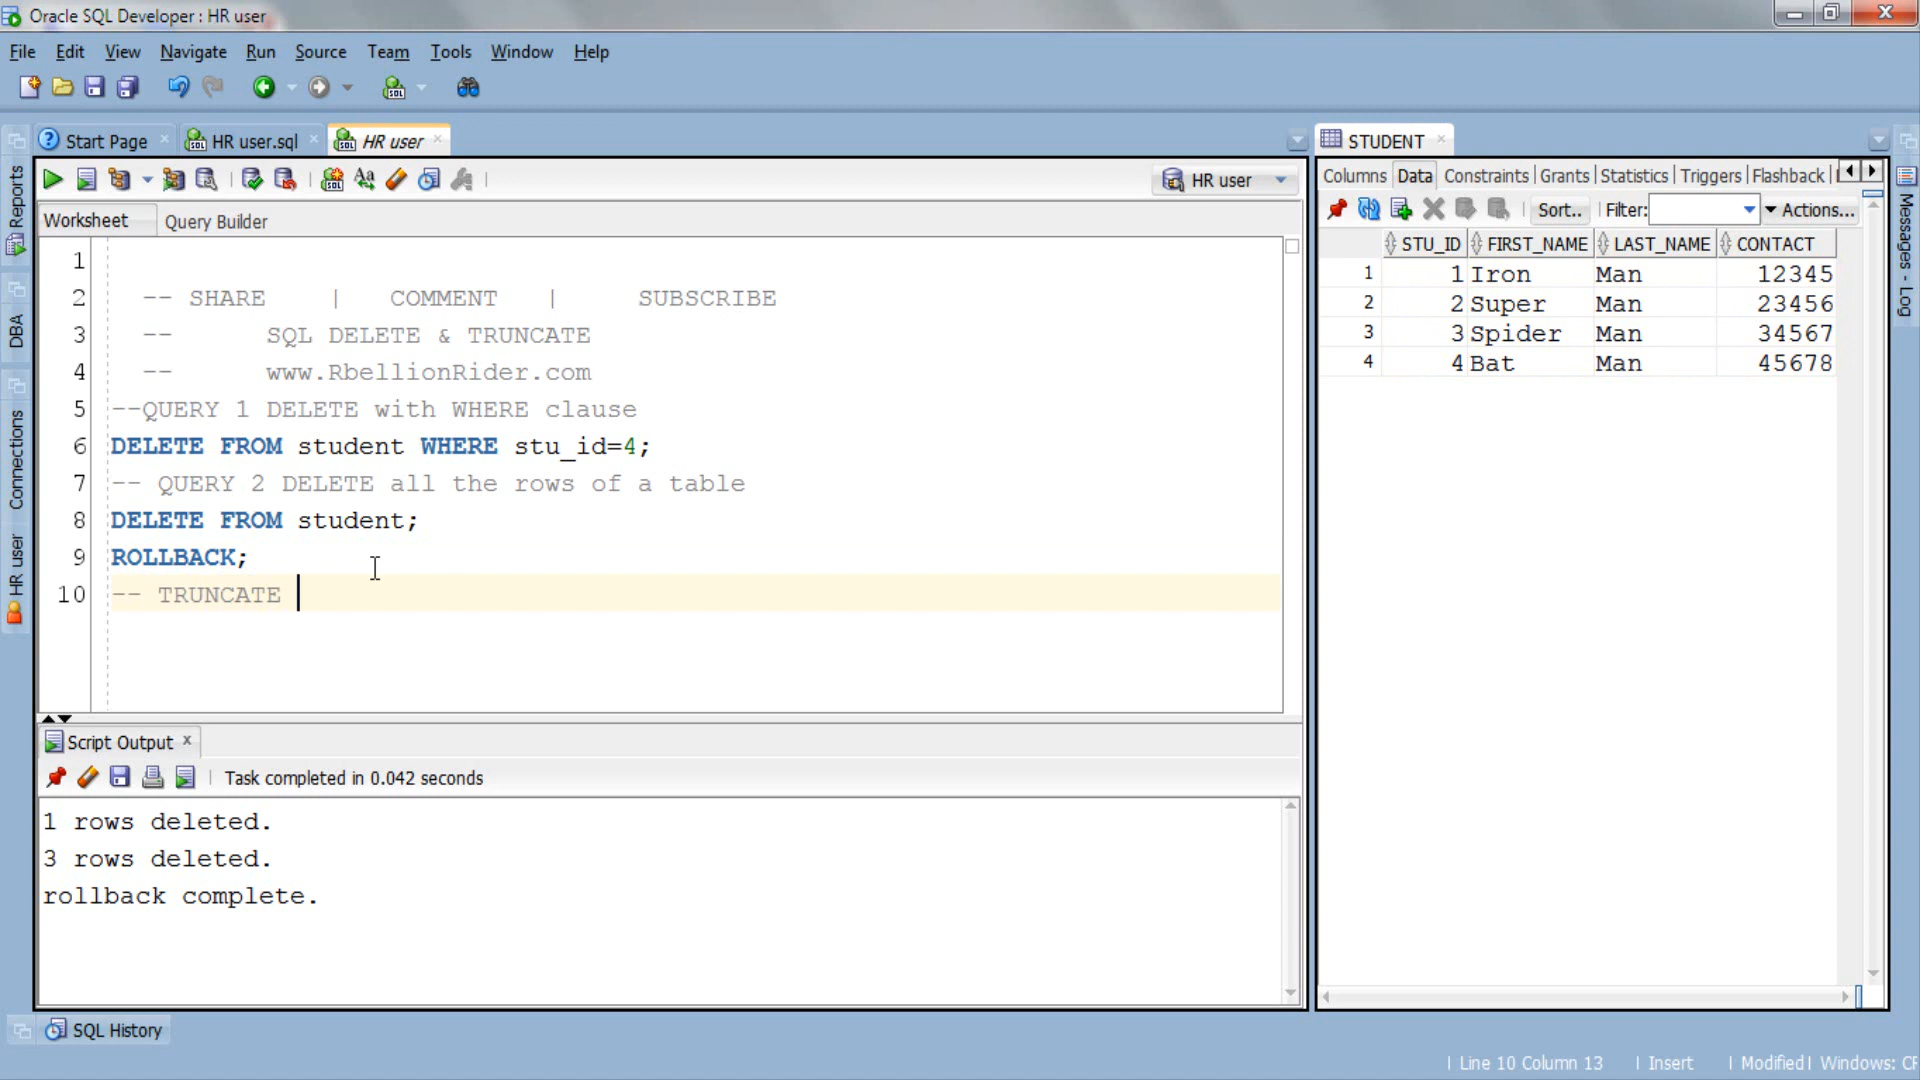 Oracle SQL Developer : HR user
File Edit View Navigate Run Source Team Tools Window Help
Start Page HR user.sql HR user
HR user
Worksheet Query Builder
1
2 -- SHARE | COMMENT | SUBSCRIBE
3 -- SQL DELETE & TRUNCATE
4 -- www.RbellionRider.com
5 --QUERY 1 DELETE with WHERE clause
6 DELETE FROM student WHERE stu_id=4;
7 -- QUERY 2 DELETE all the rows of a table
8 DELETE FROM student;
9 ROLLBACK;
10 -- TRUNCATE
Script Output
Task completed in 0.042 seconds
1 rows deleted.
3 rows deleted.
rollback complete.
SQL History
STUDENT
Columns Data Constraints Grants Statistics Triggers Flashback
Sort.. Filter: Actions...
STU_ID FIRST_NAME LAST_NAME CONTACT
1 1 Iron Man 12345
2 2 Super Man 23456
3 3 Spider Man 34567
4 4 Bat Man 45678
Reports
DBA
Connections
HR user
Messages - Log
Line 10 Column 13 Insert Modified Windows: CF